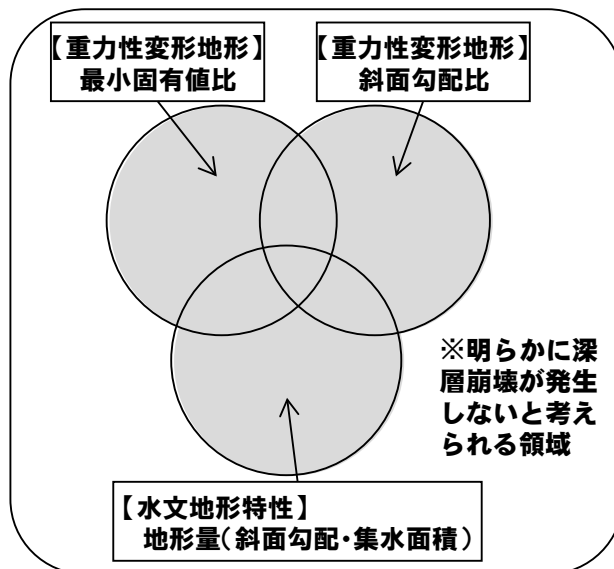 【重力性変形地形】
最小固有値比
【重力性変形地形】
斜面勾配比
※明らかに深
層崩壊が発生
しないと考え
られる領域
【水文地形特性】
地形量(斜面勾配・集水面積)